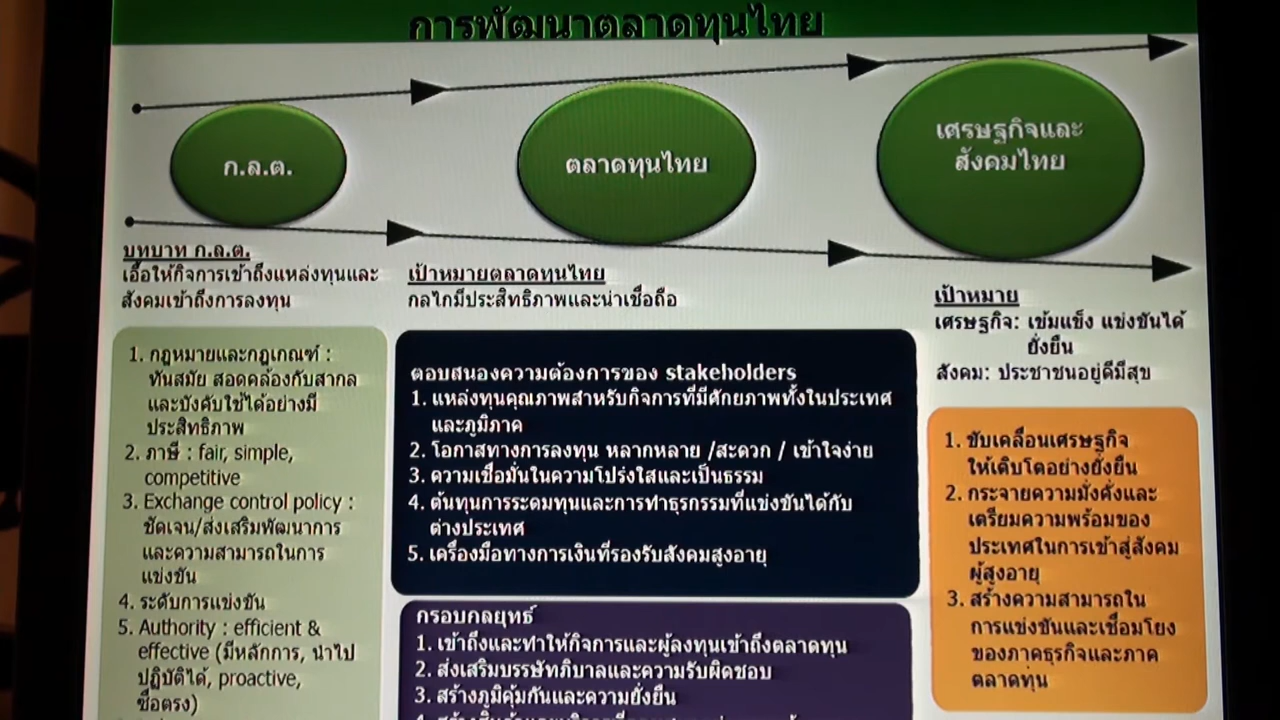 การพัฒนาตลาดทุนไทย
ก.ล.ต.
ตลาดทุนไทย
เศรษฐกิจและ
สังคมไทย
บทบาท ก.ล.ต.
เอื้อให้กิจการเข้าถึงแหล่งทุนและ
สังคมเข้าถึงการลงทุน
1. กฎหมายและกฎเกณฑ์ :
ทันสมัย สอดคล้องกับสากล
และบังคับใช้ได้อย่างมี
ประสิทธิภาพ
2. ภาษี : fair, simple,
competitive
3. Exchange control policy :
ชัดเจน/ส่งเสริมพัฒนาการ
และความสามารถในการ
แข่งขัน
4. ระดับการแข่งขัน
5. Authority : efficient &
effective (มีหลักการ, นำไป
ปฏิบัติได้, proactive,
ซื่อตรง)
เป้าหมายตลาดทุนไทย
กลไกมีประสิทธิภาพและน่าเชื่อถือ
ตอบสนองความต้องการของ stakeholders
1. แหล่งทุนคุณภาพสำหรับกิจการที่มีศักยภาพทั้งในประเทศ
และภูมิภาค
2. โอกาสทางการลงทุน หลากหลาย /สะดวก / เข้าใจง่าย
3. ความเชื่อมั่นในความโปร่งใสและเป็นธรรม
4. ต้นทุนการระดมทุนและการทำธุรกรรมที่แข่งขันได้กับ
ต่างประเทศ
5. เครื่องมือทางการเงินที่รองรับสังคมสูงอายุ
กรอบกลยุทธ์
1. เข้าถึงและทำให้กิจการและผู้ลงทุนเข้าถึงตลาดทุน
2. ส่งเสริมบรรษัทภิบาลและความรับผิดชอบ
3. สร้างภูมิคุ้มกันและความยั่งยืน
เป้าหมาย
เศรษฐกิจ: เข้มแข็ง แข่งขันได้
ยั่งยืน
สังคม: ประชาชนอยู่ดีมีสุข
1. ขับเคลื่อนเศรษฐกิจ
ให้เติบโตอย่างยั่งยืน
2. กระจายความมั่งคั่งและ
เตรียมความพร้อมของ
ประเทศในการเข้าสู่สังคม
ผู้สูงอายุ
3. สร้างความสามารถใน
การแข่งขันและเชื่อมโยง
ของภาคธุรกิจและภาค
ตลาดทุน